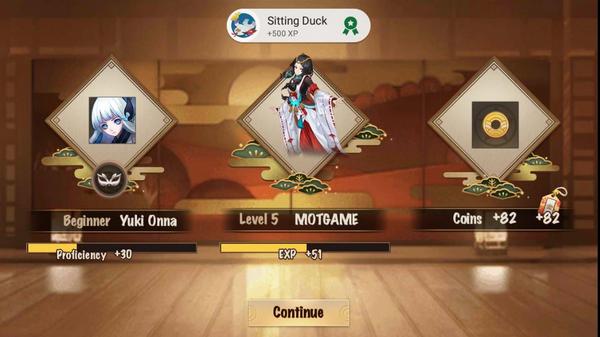 Sitting Duck
+500 XP
Beginner Yuki Onna
Level 5 MOTGAME
Coins +82 +82
Proficiency +30
EXP +51
Continue